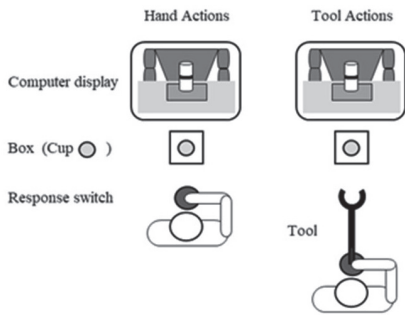 Hand Actions
Tool Actions
Computer display
Box (Cup )
Response switch
Tool